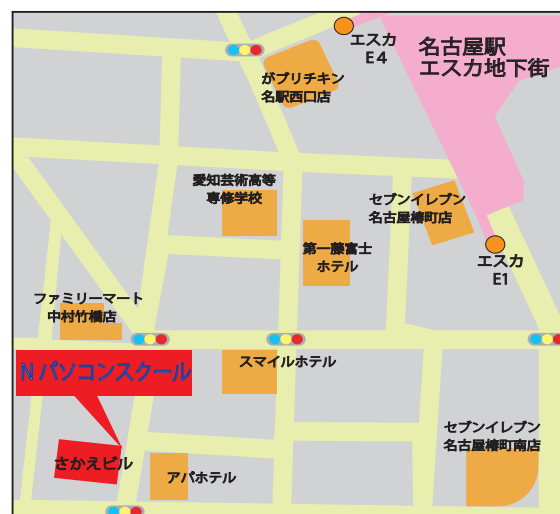 エスカ
E4
名古屋駅
エスカ地下街
がブリチキン
名駅西口店
愛知芸術高等
専修学校
セブンイレブン
名古屋椿町店
第一藤富士
ホテル
エスカ
E1
ファミリーマート
中村竹橋店
スマイルホテル
Nパソコンスクール
セブンイレブン
名古屋椿町南店
さかえビル
アパホテル